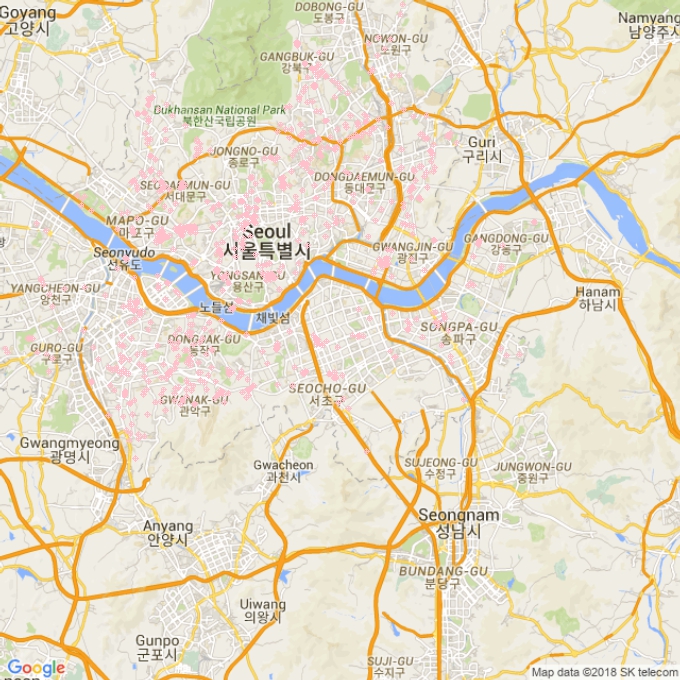 Goyang
고양시
DOBONG-GU
도봉구
Namyang
남양주시
NOWON-GU
노원구
GANGBUK-GU
강북구
Bukhansan National Park
북한산국립공원
Guri
구리시
JONGNO-GU
종로구
DONGDAEMUN-GU
동대문구
SEODAEMUN-GU
서대문구
MAPO-GU
마포구
Seoul
서울특별시
GWANGJIN-GU
광진구
GANGDONG-GU
강동구
Seonyudo
선유도
YONGSAN-GU
용산구
YANGCHEON-GU
양천구
Hanam
하남시
노들섬
채빛섬
SONGPA-GU
송파구
DONGJAK-GU
동작구
GURO-GU
구로구
SEOCHO-GU
서초구
GWANAK-GU
관악구
Gwangmyeong
광명시
Gwacheon
과천시
SUJEONG-GU
수정구
JUNGWON-GU
중원구
Seongnam
성남시
Anyang
안양시
BUNDANG-GU
분당구
Uiwang
의왕시
Gunpo
군포시
SUJI-GU
수지구
Google
Map data ©2018 SK telecom